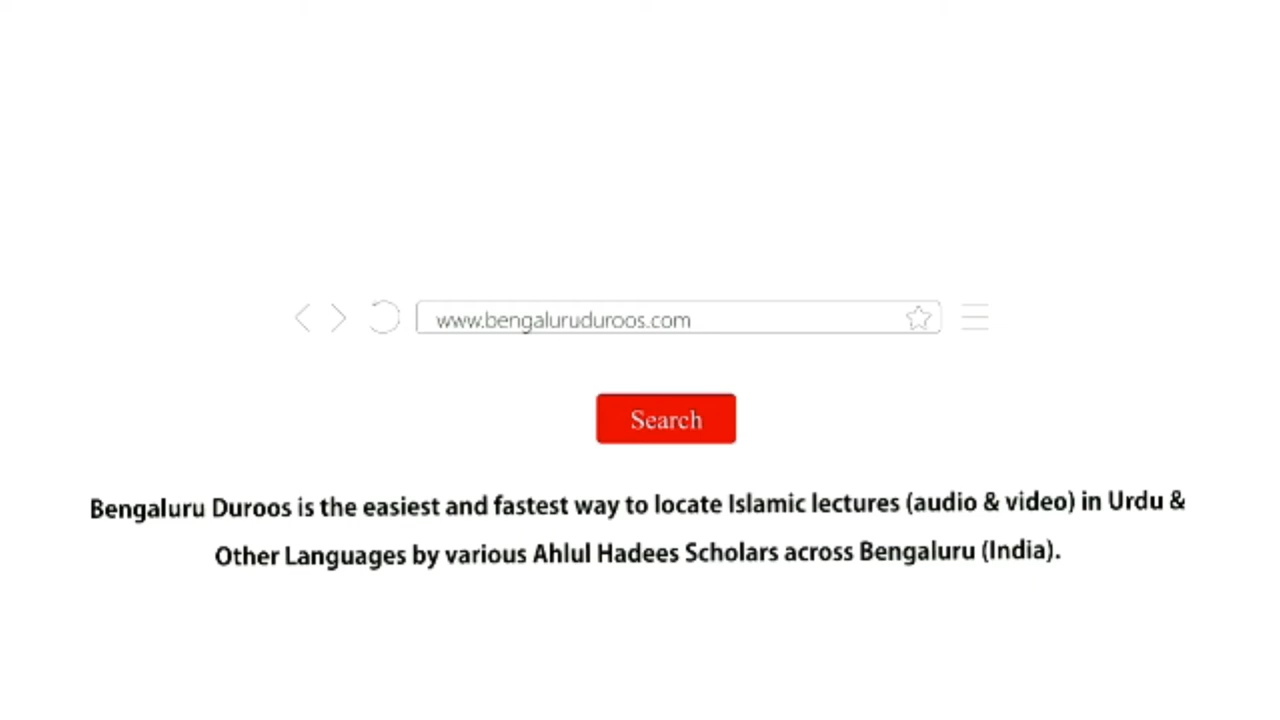 www.bengaluruduroos.com
Search
Bengaluru Duroos is the easiest and fastest way to locate Islamic lectures (audio & video) in Urdu &
Other Languages by various Ahlul Hadees Scholars across Bengaluru (India).